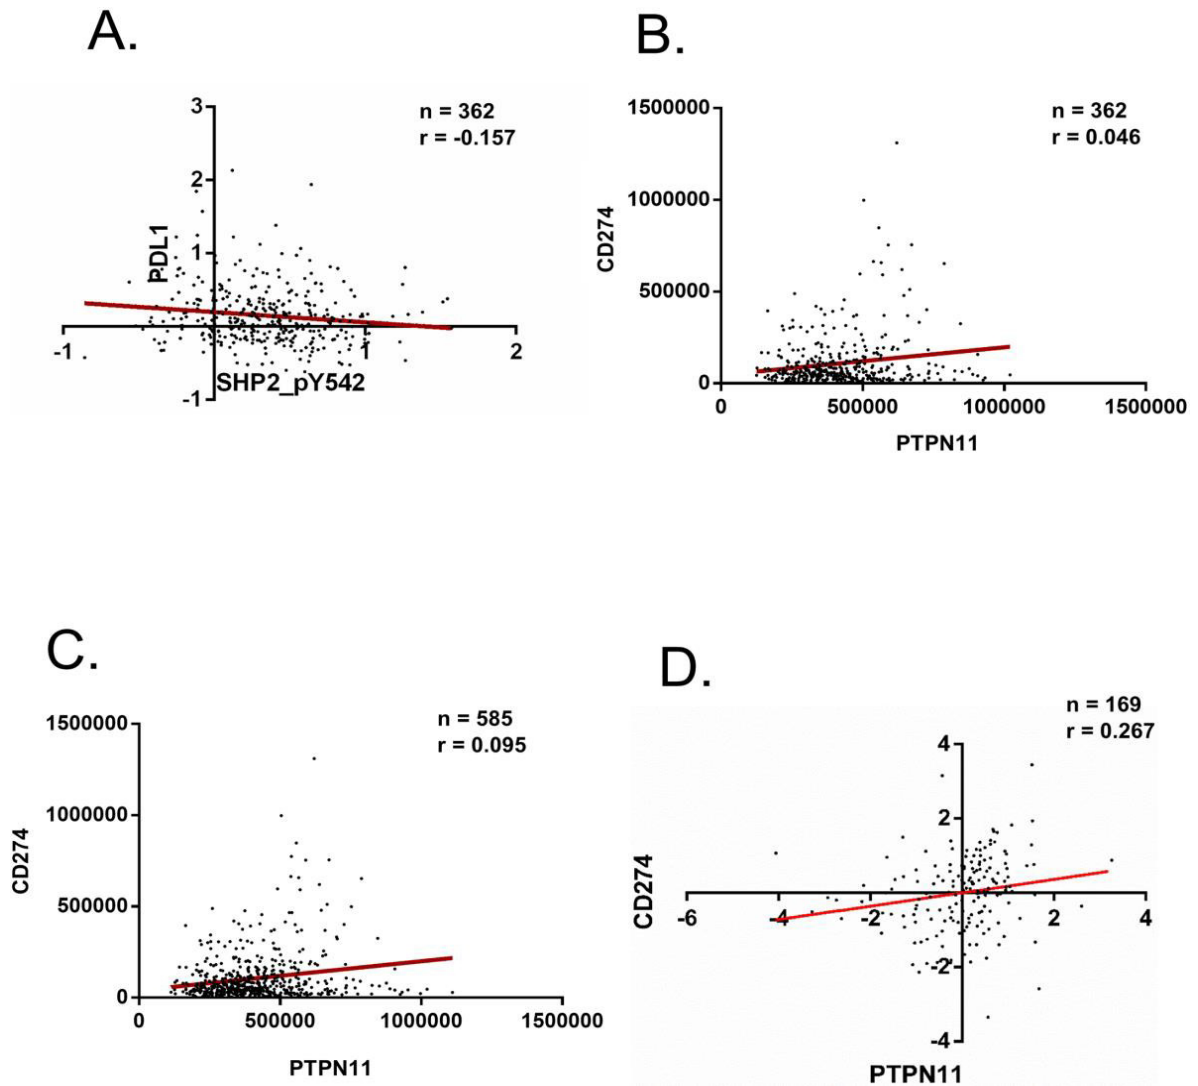 A.
n = 362
r = -0.157
3
2
1
-1
PDL1
-1
1
2
SHP2_pY542
B.
n = 362
r = 0.046
1500000
1000000
500000
0
CD274
0
500000
1000000
1500000
PTPN11
C.
n = 585
r = 0.095
1500000
1000000
500000
0
CD274
0
500000
1000000
1500000
PTPN11
D.
n = 169
r = 0.267
4
2
-2
-4
CD274
-6
-4
-2
2
4
PTPN11